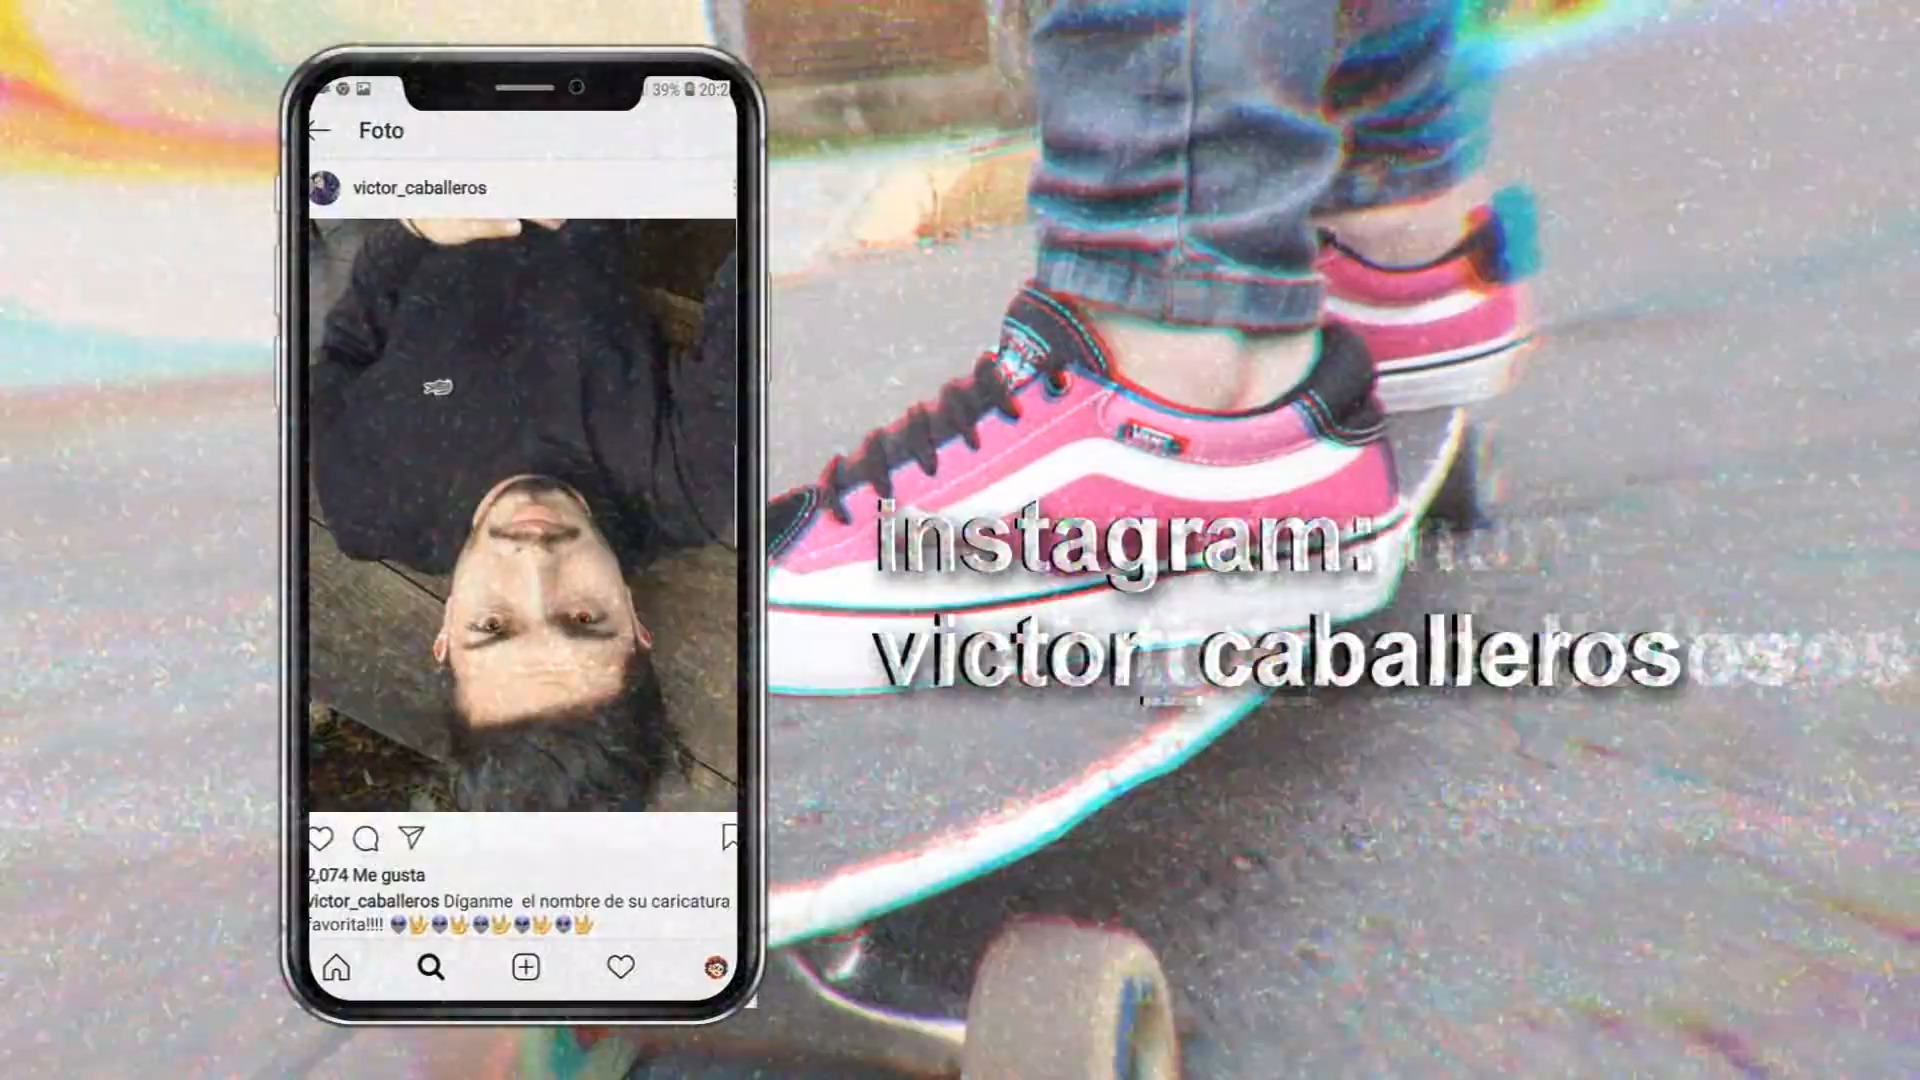 39% 20:2
Foto
victor_caballeros
2,074 Me gusta
victor_caballeros Díganme el nombre de su caricatura
favorita!!!! 👽🤟👽🤟👽🤟👽🤟👽🤟
instagram:
victor_caballeros